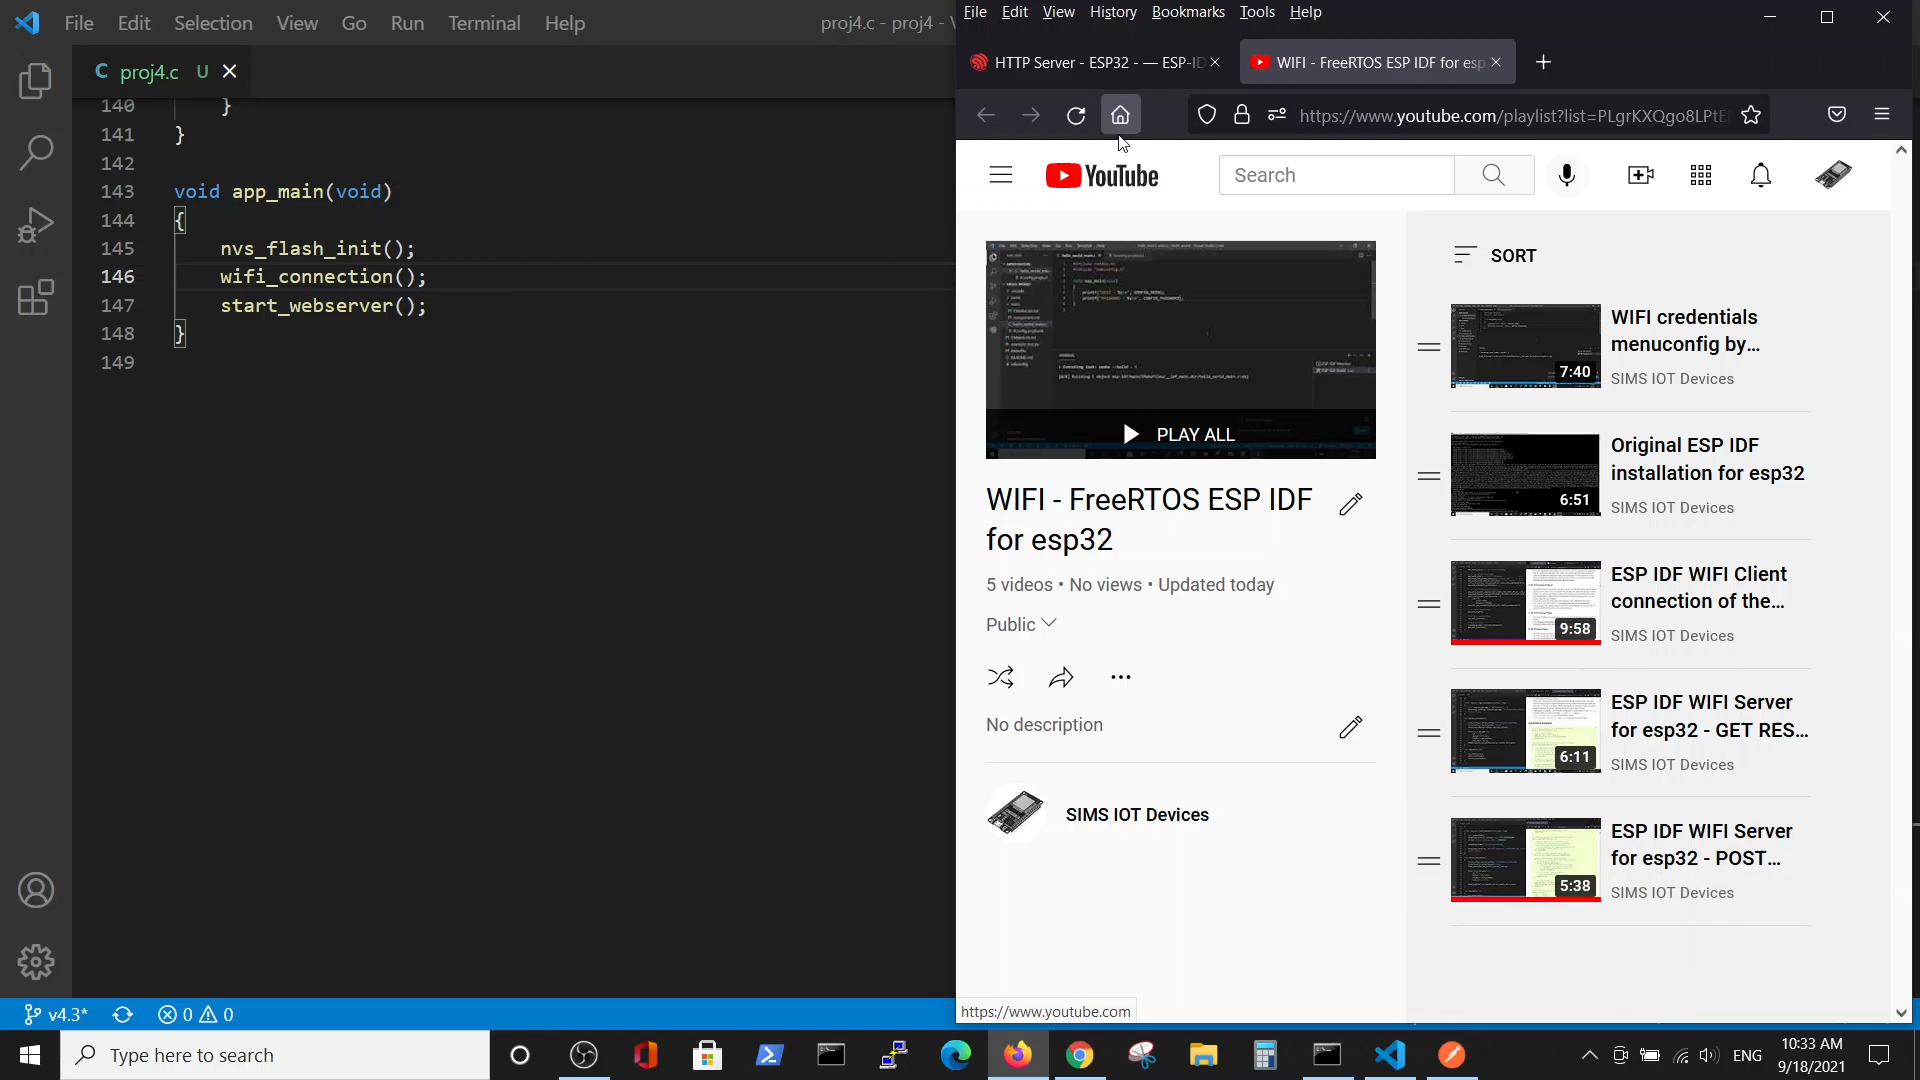 File Edit Selection View Go Run Terminal Help
proj4.c - proj4 -
C proj4.c U
140 }
141 }
142
143 void app_main(void)
144 {
145 nvs_flash_init();
146 wifi_connection();
147 start_webserver();
148 }
149
v4.3* 0 0
File Edit View History Bookmarks Tools Help
HTTP Server - ESP32 - — ESP-ID
WIFI - FreeRTOS ESP IDF for esp
https://www.youtube.com/playlist?list=PLgrKXQgo8LPtE
YouTube
Search
PLAY ALL
WIFI - FreeRTOS ESP IDF
for esp32
5 videos • No views • Updated today
Public
No description
SIMS IOT Devices
SORT
7:40
WIFI credentials
menuconfig by...
SIMS IOT Devices
6:51
Original ESP IDF
installation for esp32
SIMS IOT Devices
9:58
ESP IDF WIFI Client
connection of the...
SIMS IOT Devices
6:11
ESP IDF WIFI Server
for esp32 - GET RES...
SIMS IOT Devices
5:38
ESP IDF WIFI Server
for esp32 - POST...
SIMS IOT Devices
https://www.youtube.com
Type here to search
ENG
10:33 AM
9/18/2021